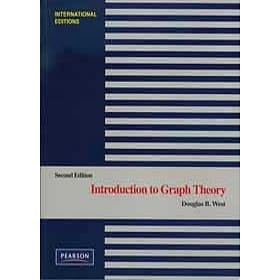 INTERNATIONAL
EDITIONS
Second Edition
Introduction to Graph Theory
Douglas B. West
PEARSON